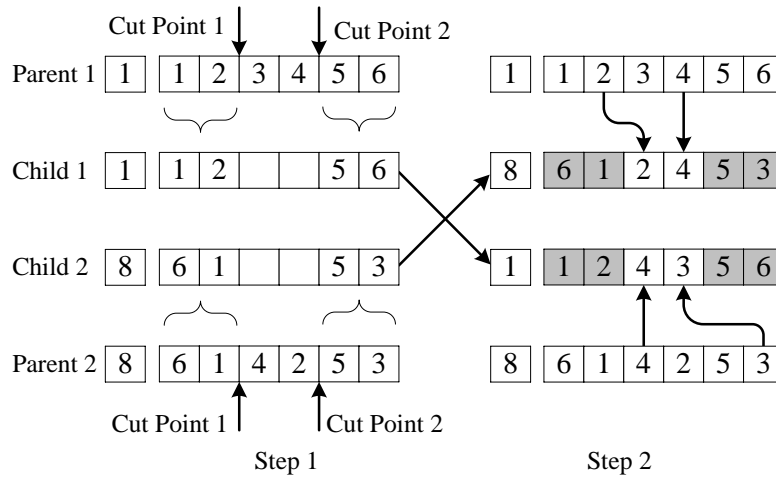 Cut Point 1 Cut Point 2
Parent 1 1 1 2 3 4 5 6 1 1 2 3 4 5 6
Child 1 1 1 2 5 6 8 6 1 2 4 5 3
Child 2 8 6 1 5 3 1 1 2 4 3 5 6
Parent 2 8 6 1 4 2 5 3 8 6 1 4 2 5 3
Cut Point 1 Cut Point 2
Step 1 Step 2